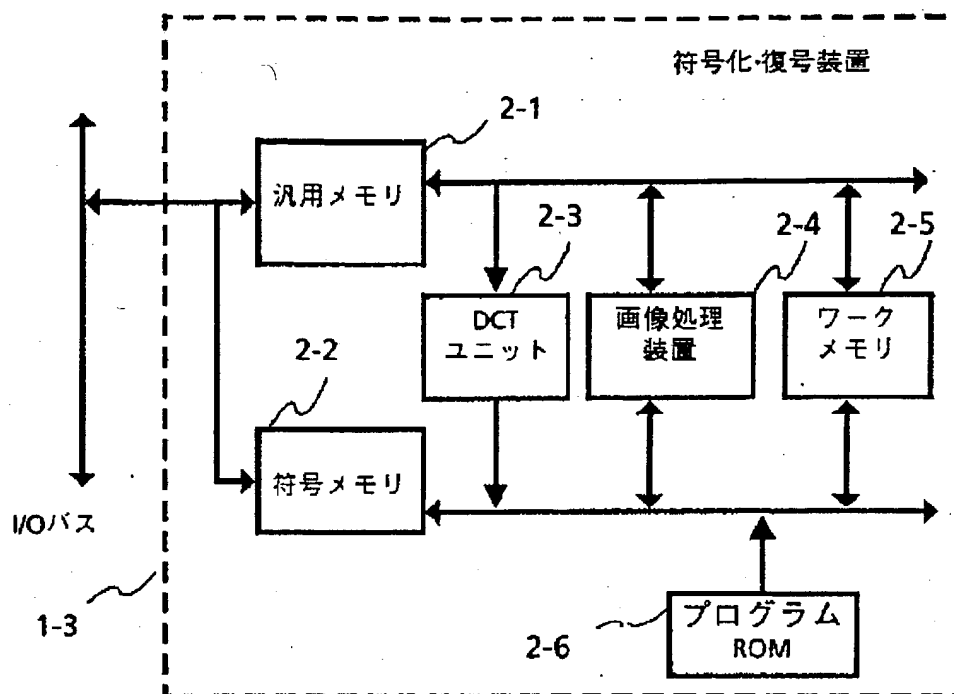 符号化・復号装置
2-1
汎用メモリ
2-3
2-4
2-5
DCT
ユニット
画像処理
装置
ワーク
メモリ
2-2
符号メモリ
I/Oバス
1-3
プログラム
ROM
2-6